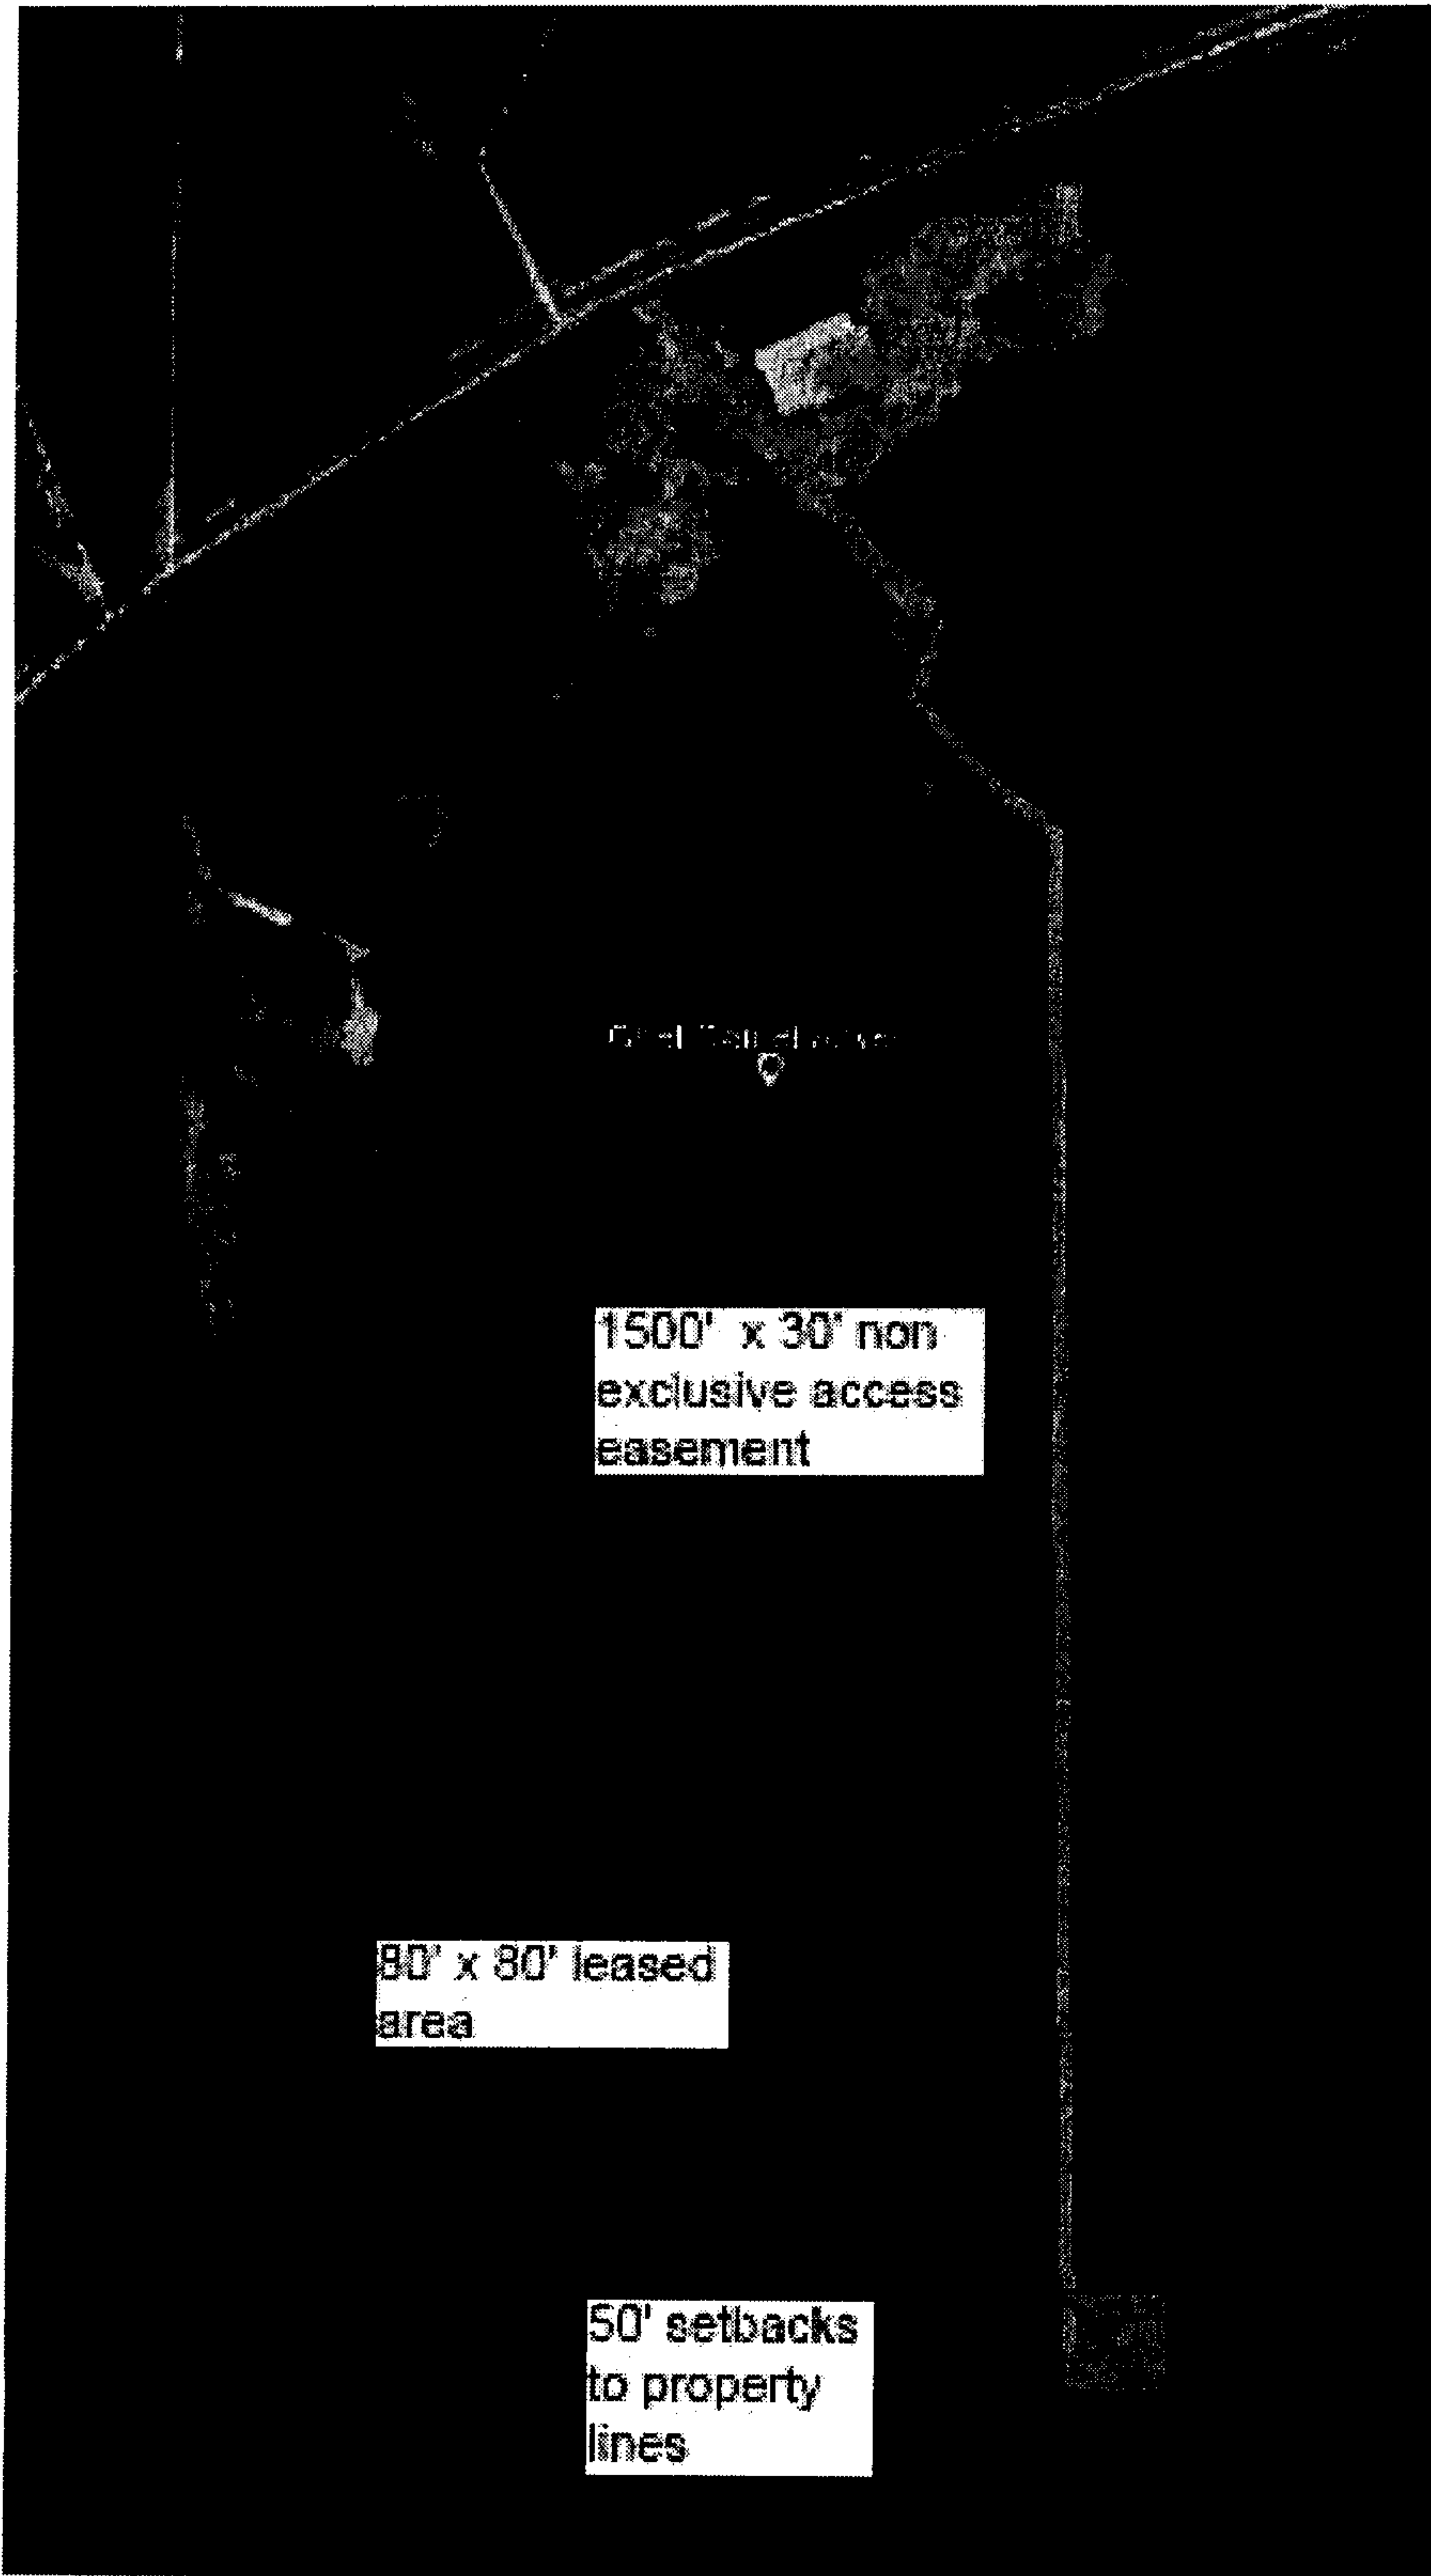 1500' x 30' non
exclusive access
easement
80' x 80' leased
area
50' setbacks
to property
lines